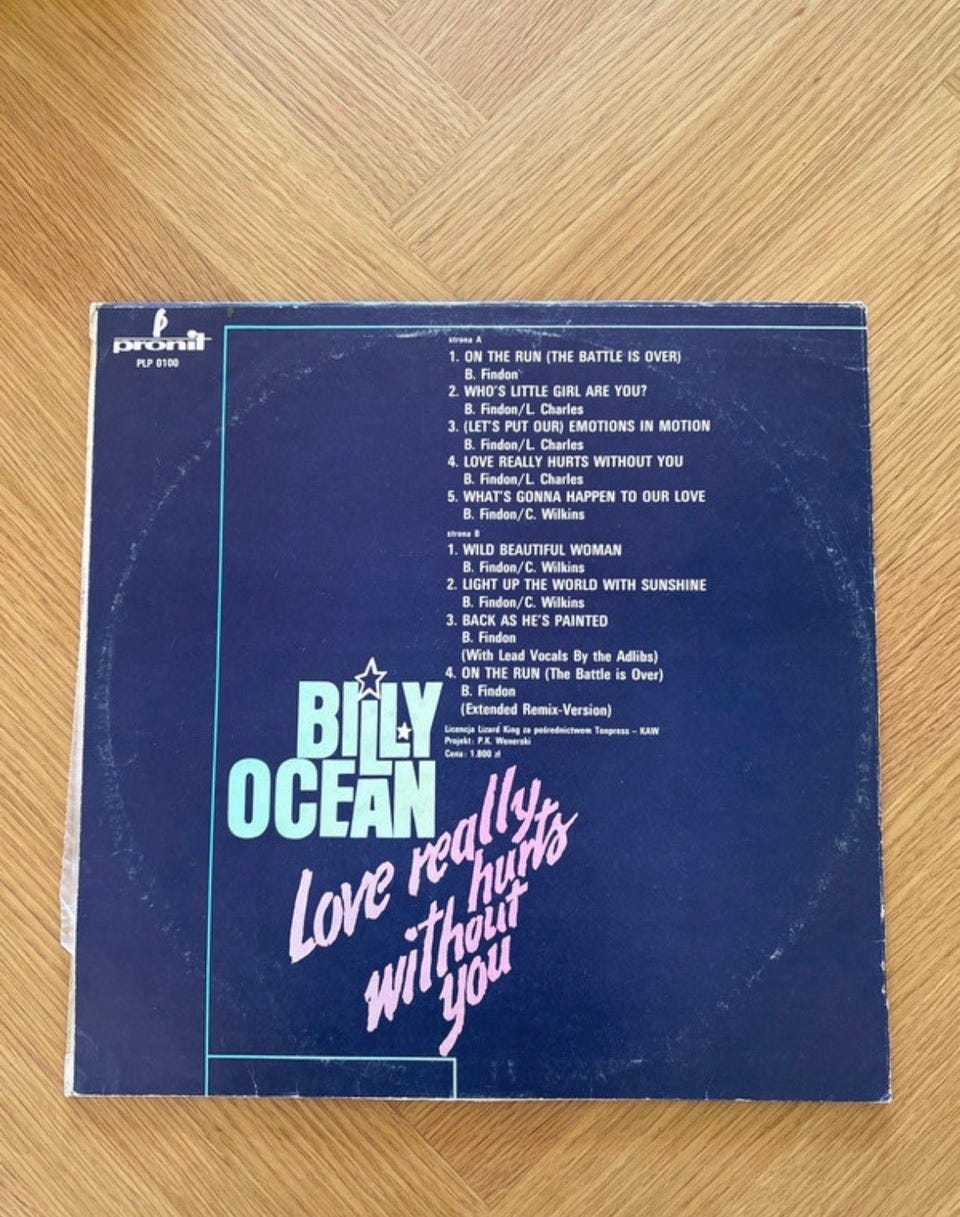 pronit
PLP 0100
strona A
1. ON THE RUN (THE BATTLE IS OVER)
B. Findon
2. WHO'S LITTLE GIRL ARE YOU?
B. Findon/L. Charles
3. (LET'S PUT OUR) EMOTIONS IN MOTION
B. Findon/L. Charles
4. LOVE REALLY HURTS WITHOUT YOU
B. Findon/L. Charles
5. WHAT'S GONNA HAPPEN TO OUR LOVE
B. Findon/C. Wilkins
strona B
1. WILD BEAUTIFUL WOMAN
B. Findon/C. Wilkins
2. LIGHT UP THE WORLD WITH SUNSHINE
B. Findon/C. Wilkins
3. BACK AS HE'S PAINTED
B. Findon
(With Lead Vocals By the Adlibs)
4. ON THE RUN (The Battle is Over)
B. Findon
(Extended Remix-Version)
Licencja Lizard King za pośrednictwem Tonpress – KAW
Projekt: P.K. Wenerski
Cena: 1.800 zł
BILLY
OCEAN
Love really
hurts
without
you